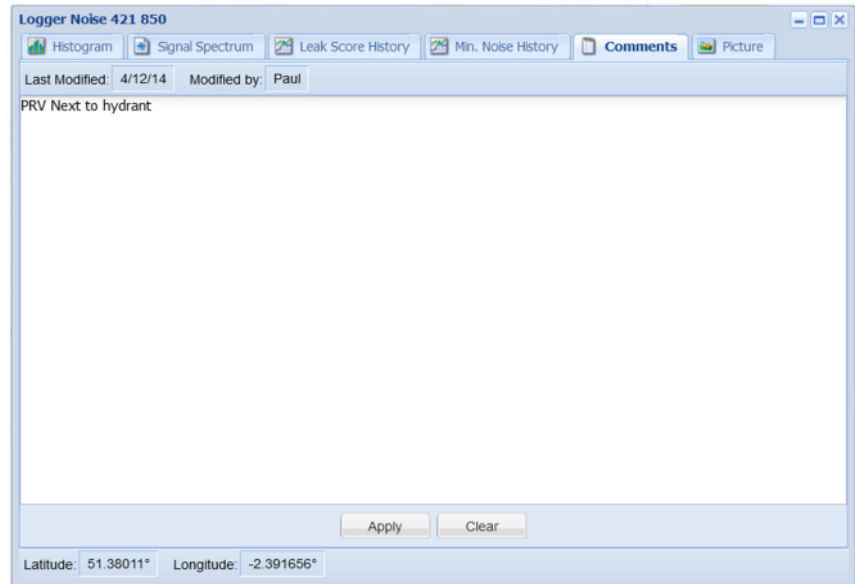 Logger Noise 421 850
Histogram Signal Spectrum Leak Score History Min. Noise History Comments Picture
Last Modified: 4/12/14 Modified by: Paul
PRV Next to hydrant
Apply Clear
Latitude: 51.38011° Longitude: -2.391656°